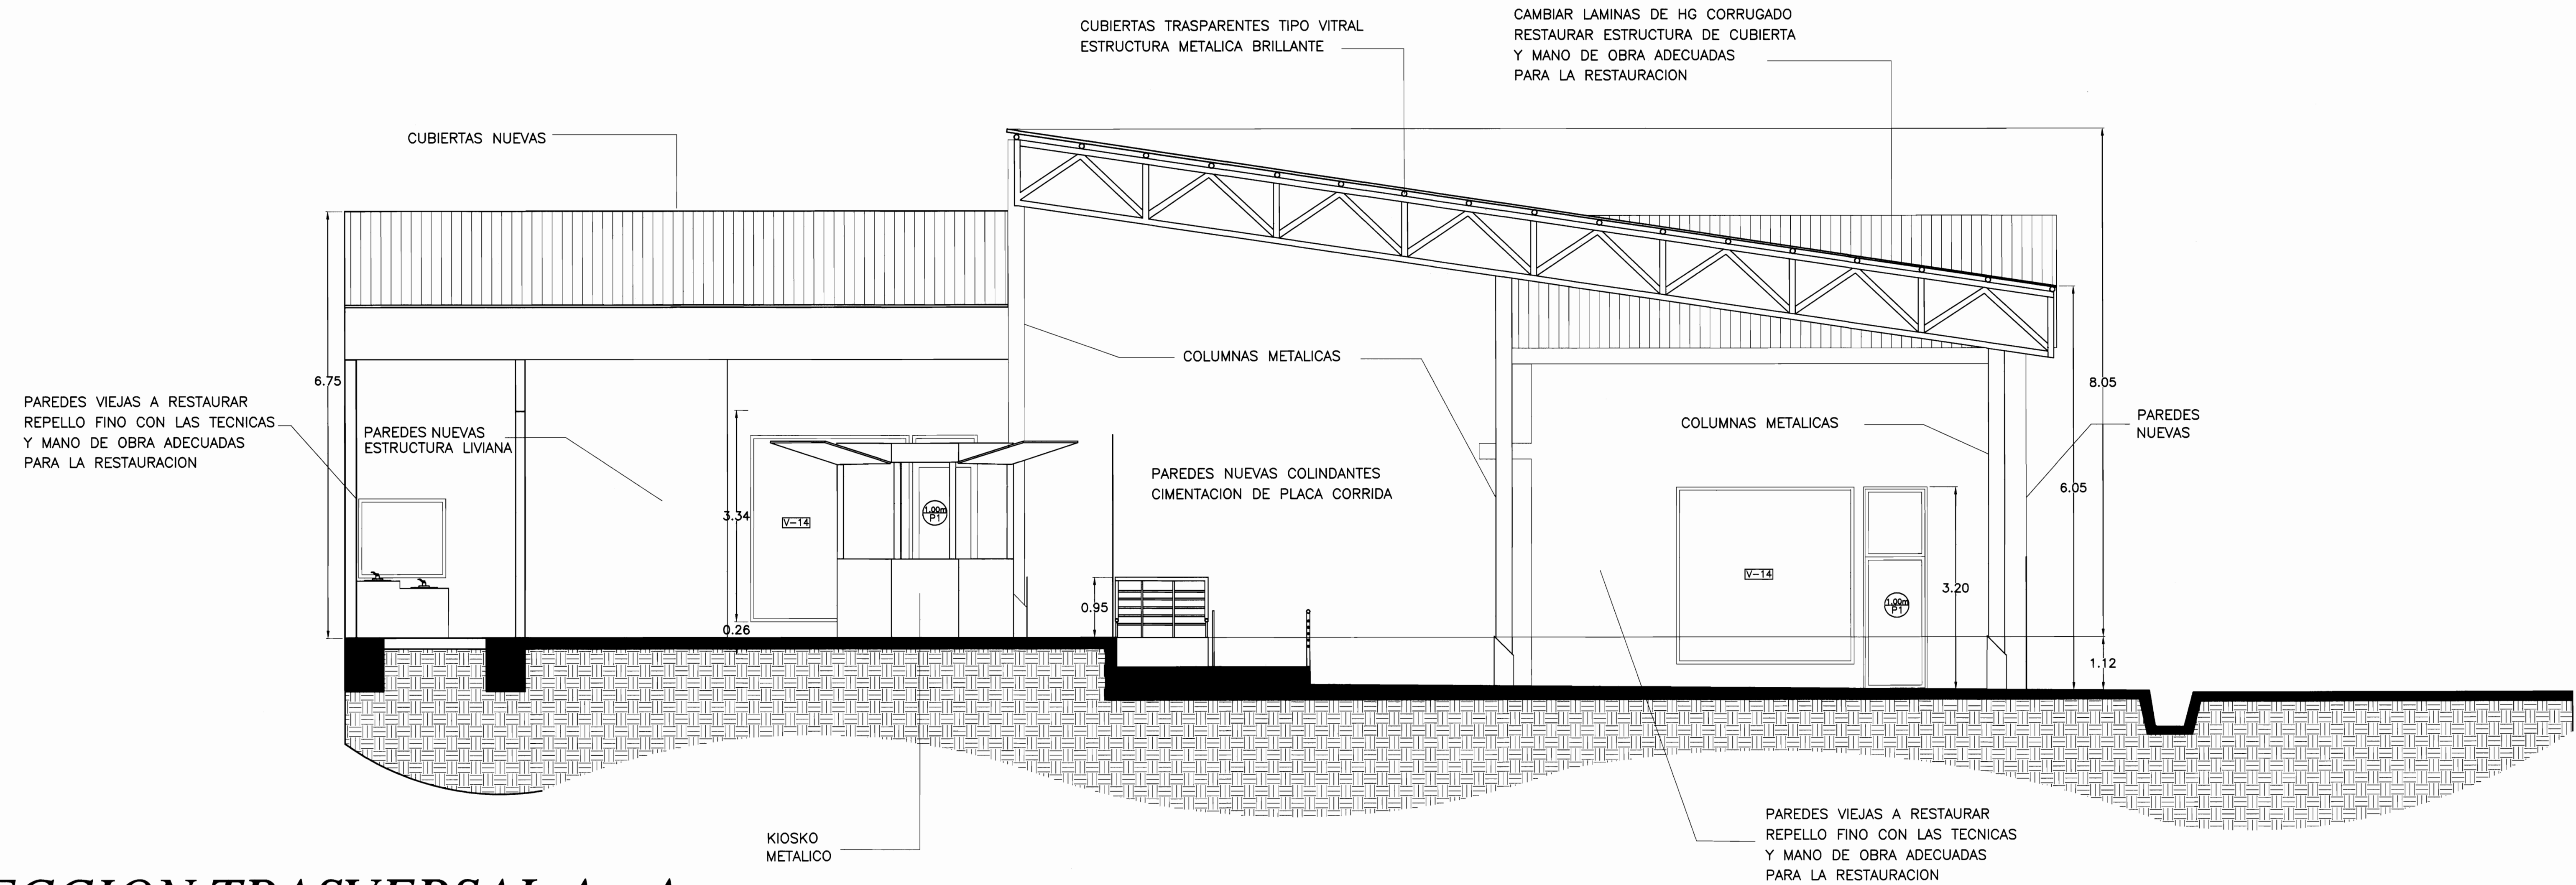 CUBIERTAS TRASPARENTES TIPO VITRAL
ESTRUCTURA METALICA BRILLANTE
CAMBIAR LAMINAS DE HG CORRUGADO
RESTAURAR ESTRUCTURA DE CUBIERTA
Y MANO DE OBRA ADECUADAS
PARA LA RESTAURACION
CUBIERTAS NUEVAS
6.75
PAREDES VIEJAS A RESTAURAR
REPELLO FINO CON LAS TECNICAS
Y MANO DE OBRA ADECUADAS
PARA LA RESTAURACION
PAREDES NUEVAS
ESTRUCTURA LIVIANA
COLUMNAS METALICAS
8.05
COLUMNAS METALICAS
PAREDES
NUEVAS
PAREDES NUEVAS COLINDANTES
CIMENTACION DE PLACA CORRIDA
6.05
3.34
V-14
1.00m
P1
V-14
1.00m
P1
3.20
0.95
0.26
1.12
KIOSKO
METALICO
PAREDES VIEJAS A RESTAURAR
REPELLO FINO CON LAS TECNICAS
Y MANO DE OBRA ADECUADAS
PARA LA RESTAURACION